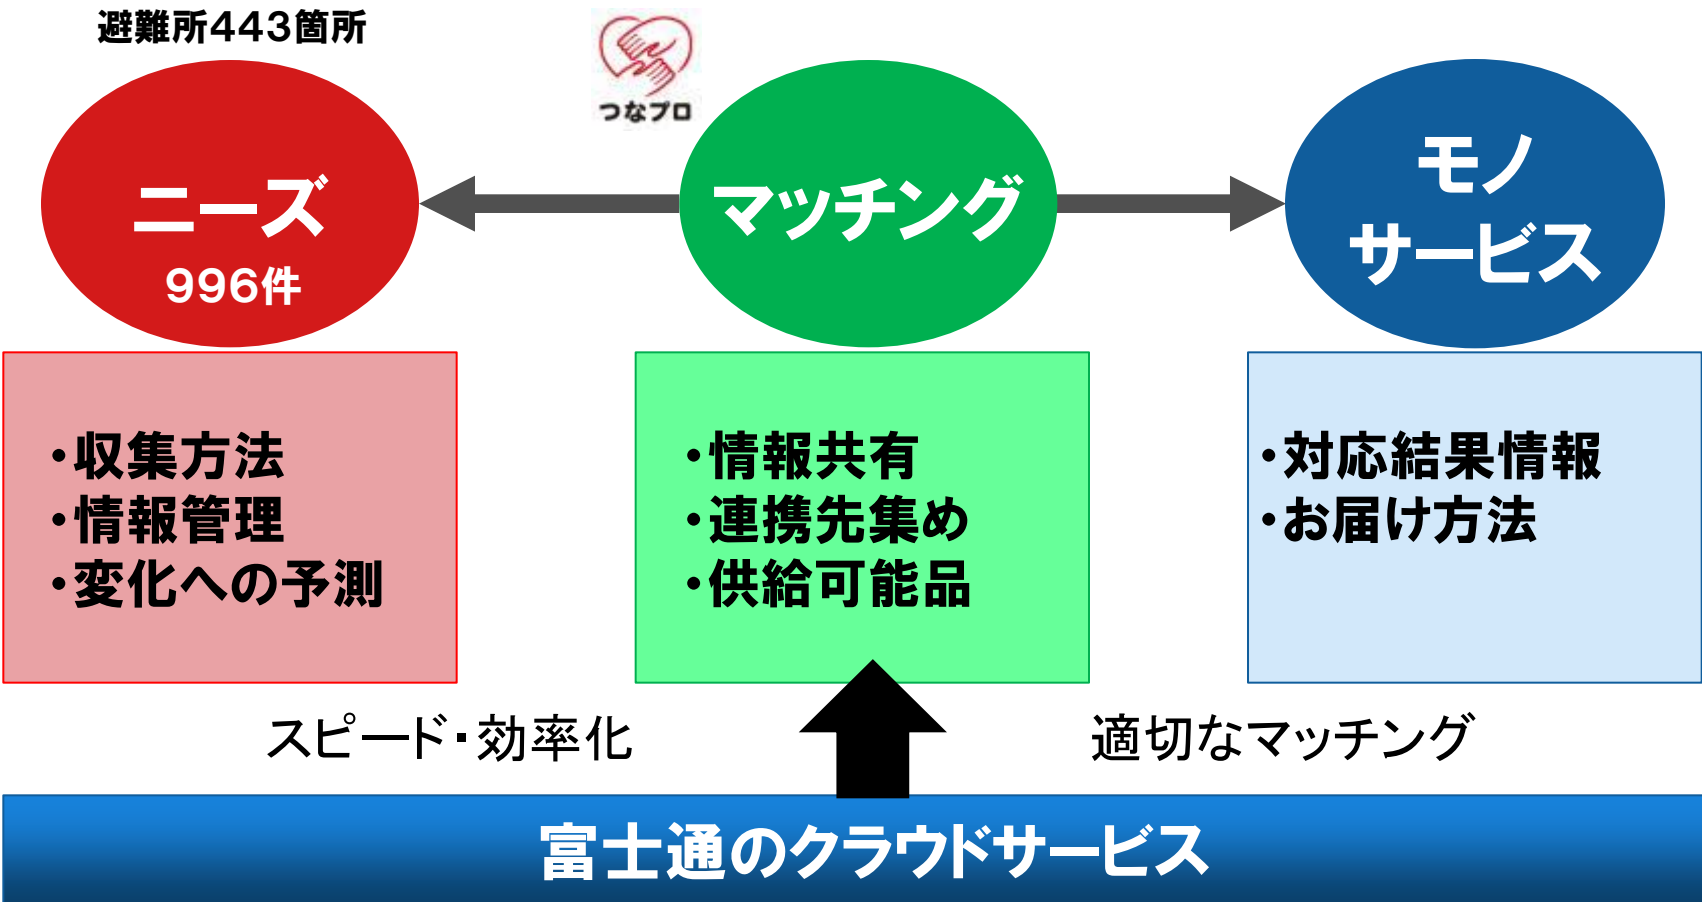 避難所443箇所
つなプロ
ニーズ
996件
マッチング
モノ
サービス
・収集方法
・情報管理
・変化への予測
・情報共有
・連携先集め
・供給可能品
・対応結果情報
・お届け方法
スピード・効率化
適切なマッチング
富士通のクラウドサービス